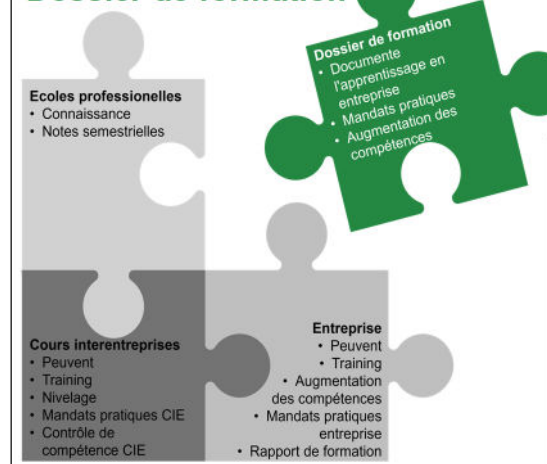 Dossier de formation
Dossier de formation
• Documente
l'apprentissage en
entreprise
• Mandats pratiques
• Augmentation des
compétences
Ecoles professionelles
• Connaissance
• Notes semestrielles
Cours interentreprises
• Peuvent
• Training
• Nivelage
• Mandats pratiques CIE
• Contrôle de
compétence CIE
Entreprise
• Peuvent
• Training
• Augmentation
des compétences
• Mandats pratiques
entreprise
• Rapport de formation